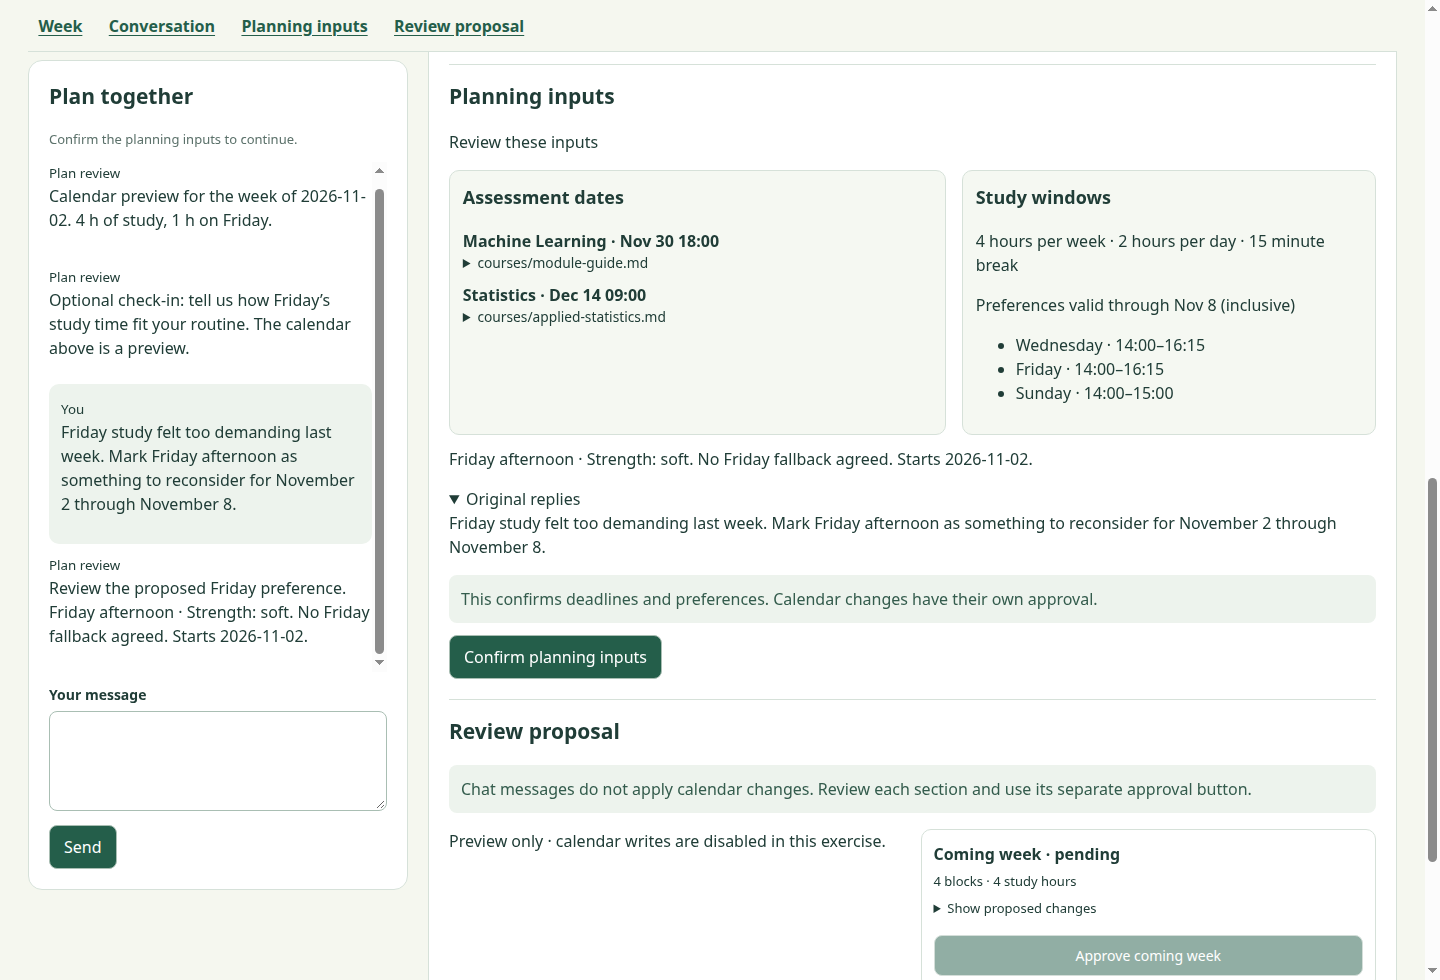 Week Conversation Planning inputs Review proposal
Plan together
Confirm the planning inputs to continue.
Plan review
Calendar preview for the week of 2026-11-
02. 4 h of study, 1 h on Friday.
Plan review
Optional check-in: tell us how Friday’s
study time fit your routine. The calendar
above is a preview.
You
Friday study felt too demanding last
week. Mark Friday afternoon as
something to reconsider for November
2 through November 8.
Plan review
Review the proposed Friday preference.
Friday afternoon · Strength: soft. No Friday
fallback agreed. Starts 2026-11-02.
Your message
Send
Planning inputs
Review these inputs
Assessment dates
Machine Learning · Nov 30 18:00
courses/module-guide.md
Statistics · Dec 14 09:00
courses/applied-statistics.md
Study windows
4 hours per week · 2 hours per day · 15 minute
break
Preferences valid through Nov 8 (inclusive)
Wednesday · 14:00–16:15
Friday · 14:00–16:15
Sunday · 14:00–15:00
Friday afternoon · Strength: soft. No Friday fallback agreed. Starts 2026-11-02.
Original replies
Friday study felt too demanding last week. Mark Friday afternoon as something to reconsider for November 2 through
November 8.
This confirms deadlines and preferences. Calendar changes have their own approval.
Confirm planning inputs
Review proposal
Chat messages do not apply calendar changes. Review each section and use its separate approval button.
Preview only · calendar writes are disabled in this exercise.
Coming week · pending
4 blocks · 4 study hours
Show proposed changes
Approve coming week